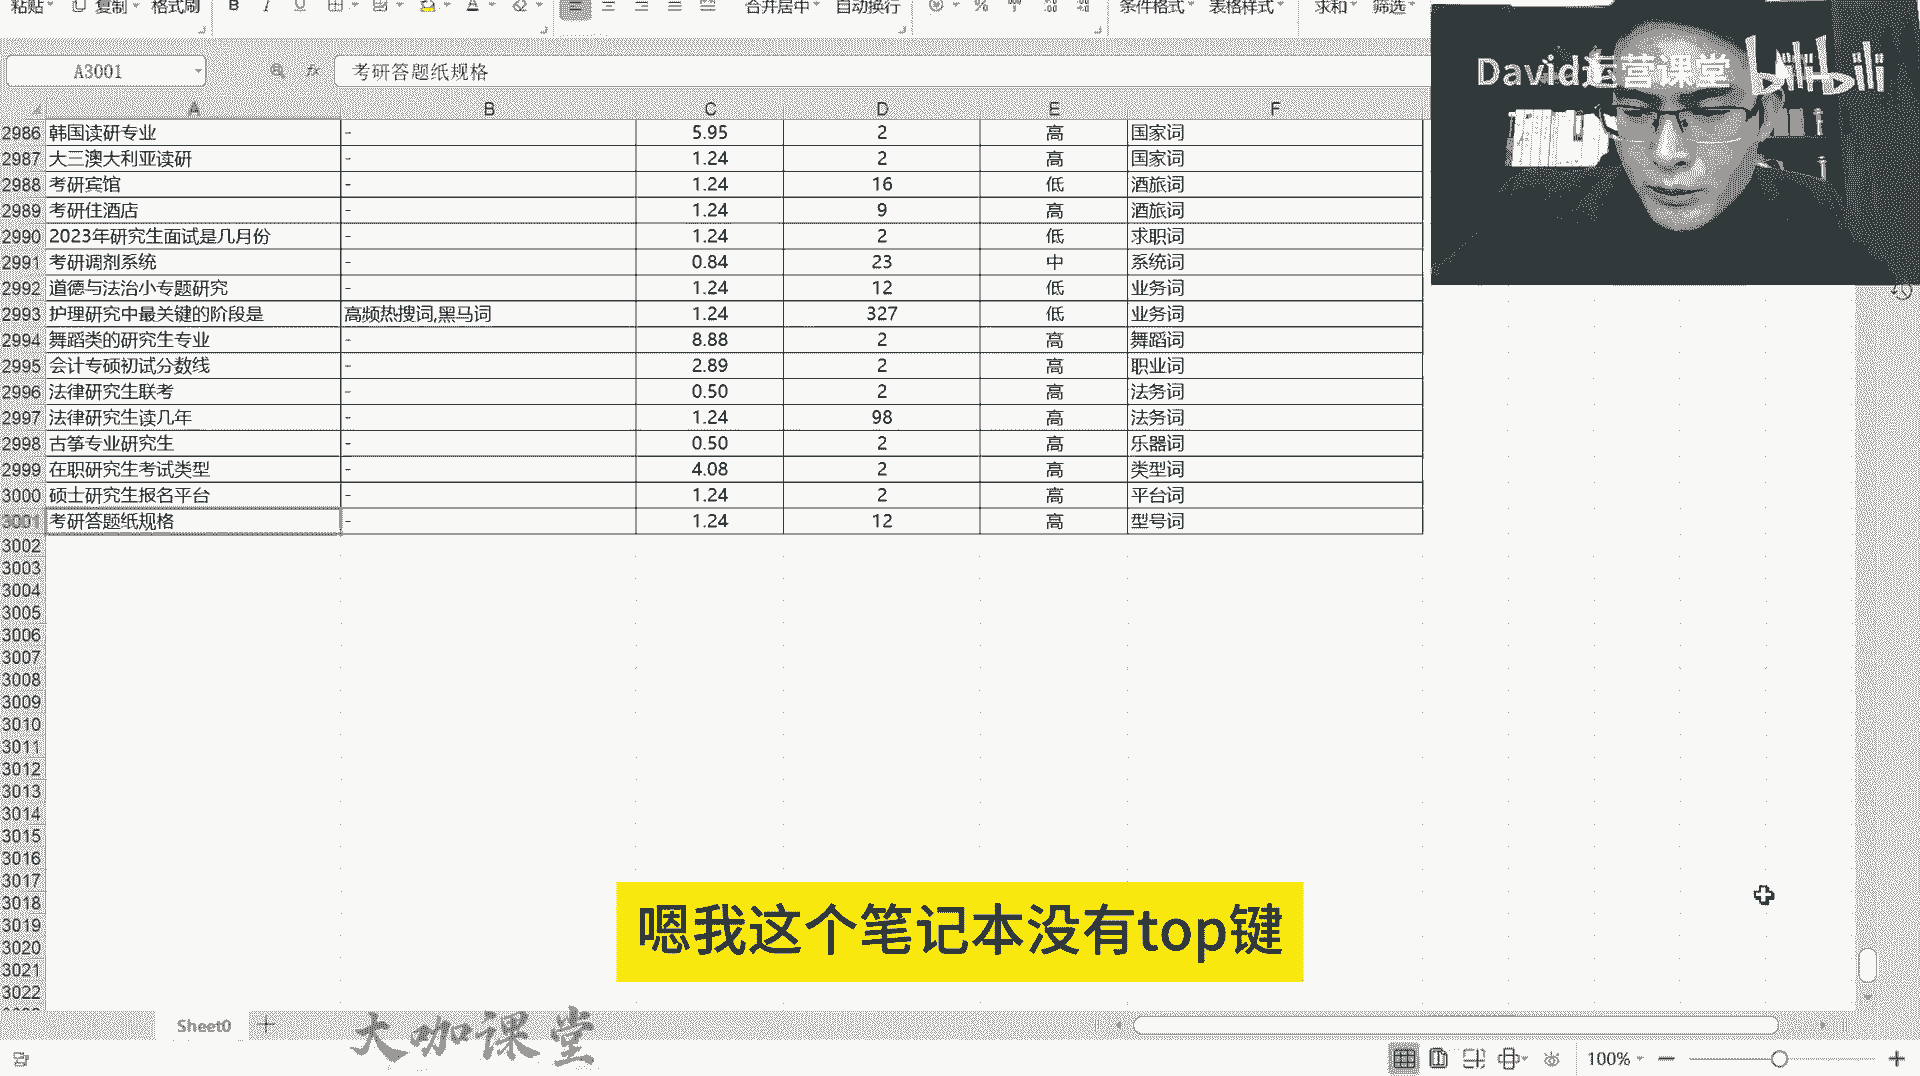 粘贴 复制 格式刷 B I U A 合并居中 自动换行 % 条件格式 表格样式 求和 筛选
A3001 fx 考研答题纸规格
David运营课堂 bilibili
A B C D E F
2986 韩国读研专业 - 5.95 2 高 国家词
2987 大三澳大利亚读研 - 1.24 2 高 国家词
2988 考研宾馆 - 1.24 16 低 酒旅词
2989 考研住酒店 - 1.24 9 高 酒旅词
2990 2023年研究生面试是几月份 - 1.24 2 低 求职词
2991 考研调剂系统 - 0.84 23 中 系统词
2992 道德与法治小专题研究 - 1.24 12 低 业务词
2993 护理研究中最关键的阶段是 高频热搜词,黑马词 1.24 327 低 业务词
2994 舞蹈类的研究生专业 - 8.88 2 高 舞蹈词
2995 会计专硕初试分数线 - 2.89 2 高 职业词
2996 法律研究生联考 - 0.50 2 高 法务词
2997 法律研究生读几年 - 1.24 98 高 法务词
2998 古筝专业研究生 - 0.50 2 高 乐器词
2999 在职研究生考试类型 - 4.08 2 高 类型词
3000 硕士研究生报名平台 - 1.24 2 高 平台词
3001 考研答题纸规格 - 1.24 12 高 型号词
3002
3003
3004
3005
3006
3007
3008
3009
3010
3011
3012
3013
3014
3015
3016
3017
3018
3019
3020
3021
3022
嗯我这个笔记本没有top键
Sheet0
大咖课堂
100%